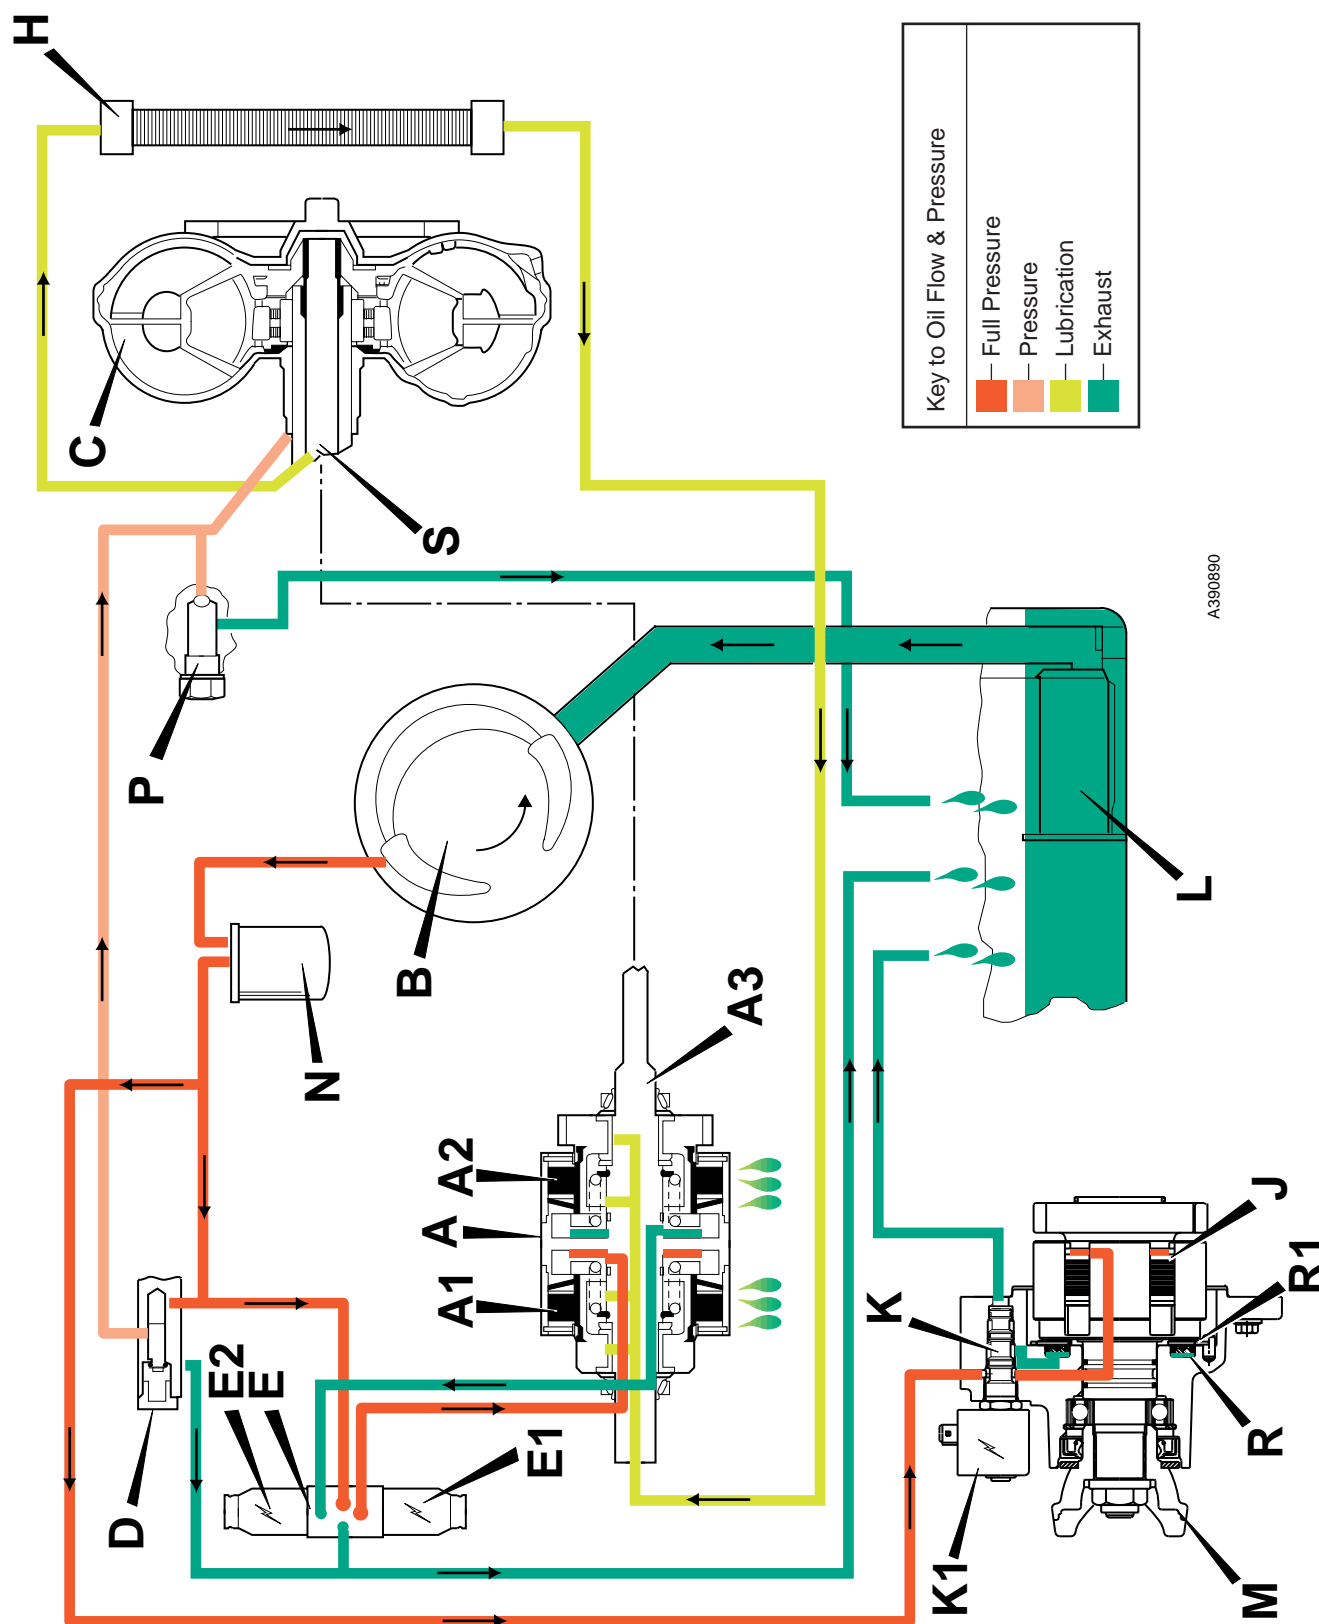 H
C
S
P
B
N
A3
A2
A
A1
D
E2
E
E1
L
J
R1
K
R
K1
M
Key to Oil Flow & Pressure
Full Pressure
Pressure
Lubrication
Exhaust
A390890